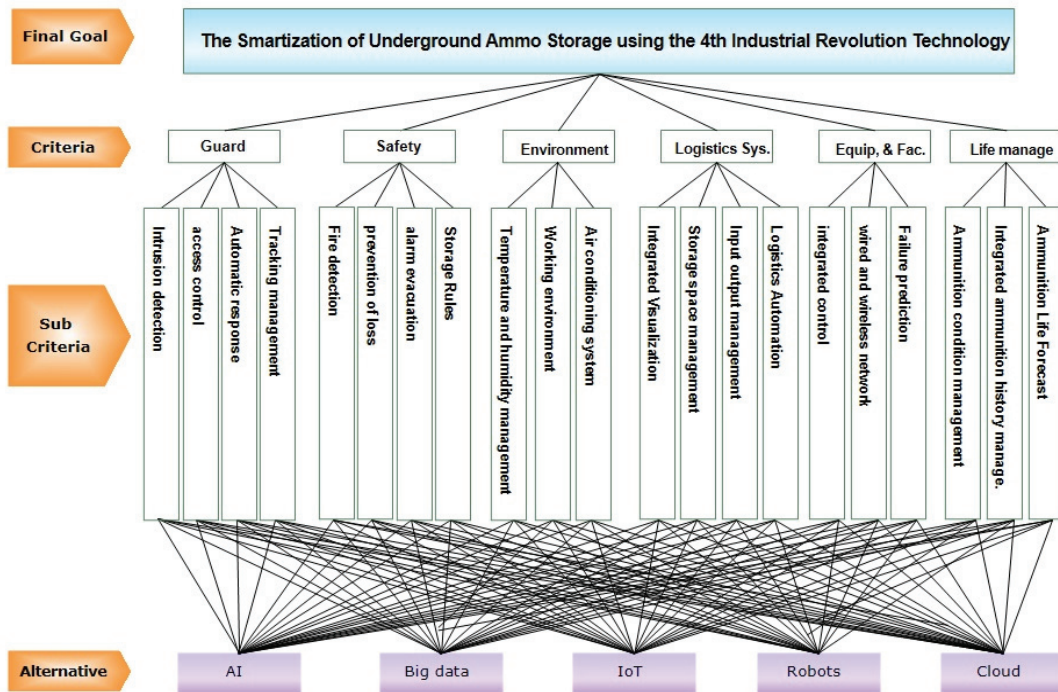 Final Goal
The Smartization of Underground Ammo Storage using the 4th Industrial Revolution Technology
Criteria
Guard
Safety
Environment
Logistics Sys.
Equip, & Fac.
Life manage
Sub
Criteria
Intrusion detection
access control
Automatic response
Tracking management
Fire detection
prevention of loss
alarm evacuation
Storage Rules
Temperature and humidity management
Working environment
Air conditioning system
Integrated Visualization
Storage space management
Input output management
Logistics Automation
integrated control
wired and wireless network
Failure prediction
Ammunition condition management
Integrated ammunition history manage.
Ammunition Life Forecast
Alternative
AI
Big data
IoT
Robots
Cloud